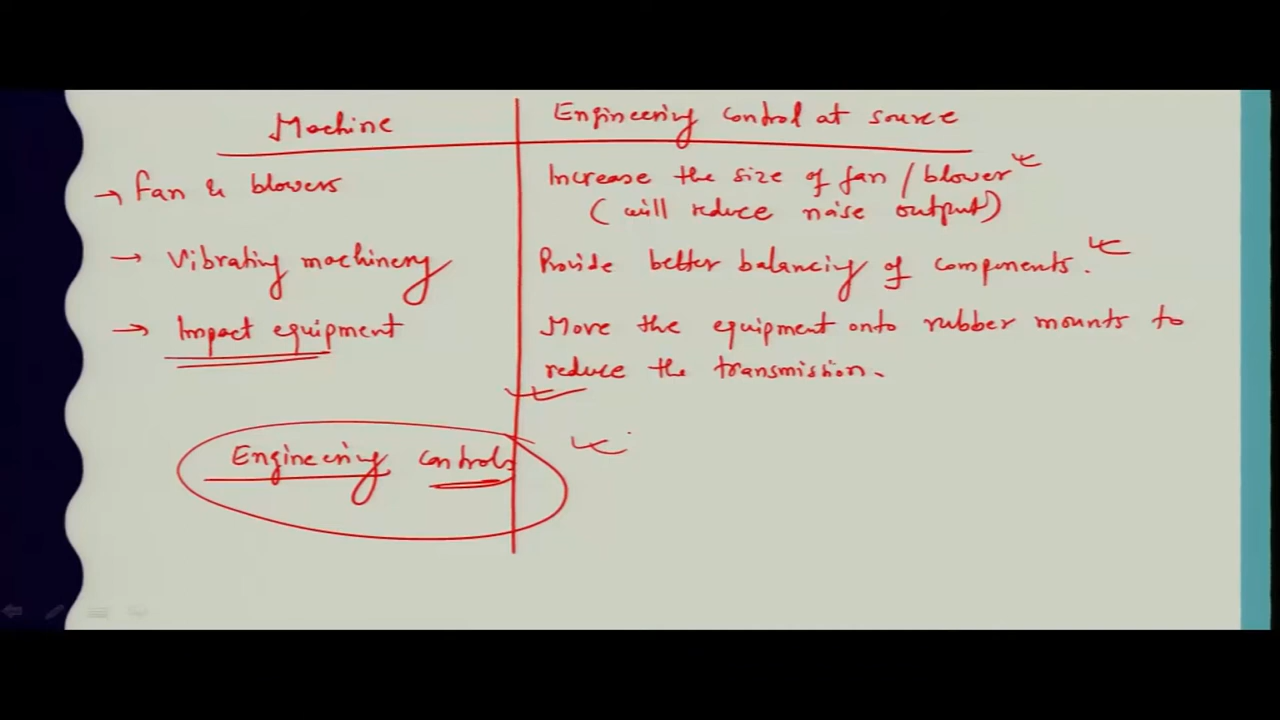 Machine
Engineering control at source
→ Fan & blowers
Increase the size of fan / blower
(will reduce noise output)
→ Vibrating machinery
Provide better balancing of components.
→ Impact equipment
Move the equipment onto rubber mounts to
reduce the transmission.
Engineering controls